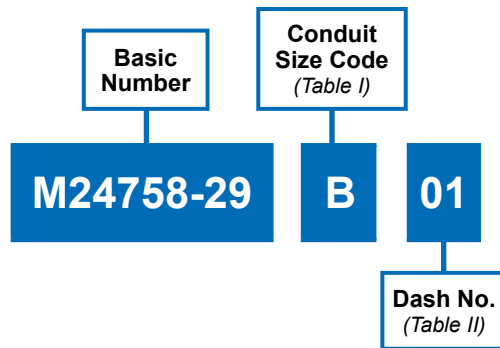 Basic
Number
Conduit
Size Code
(Table I)
M24758-29
B
01
Dash No.
(Table II)